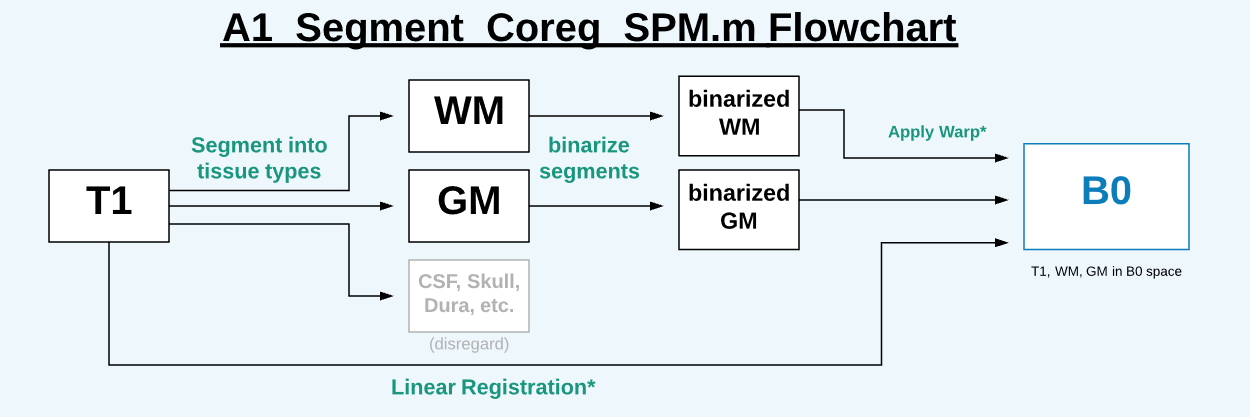 A1_Segment_Coreg_SPM.m Flowchart
T1
Segment into
tissue types
WM
GM
CSF, Skull,
Dura, etc.
(disregard)
binarize
segments
binarized
WM
binarized
GM
Apply Warp*
B0
T1, WM, GM in B0 space
Linear Registration*